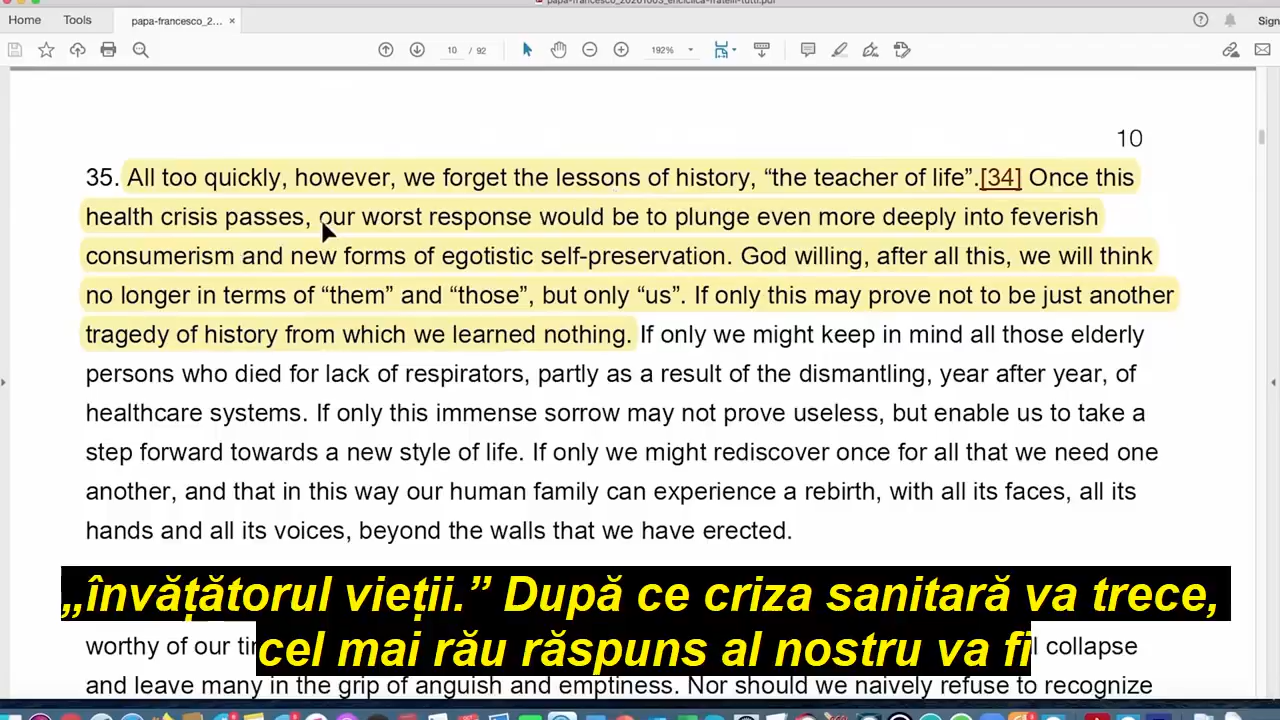 papa-francesco_20201003_enciclica-fratelli-tutti.pdf
Home Tools papa-francesco_2... × Sign
10 / 92 192%
10
35. All too quickly, however, we forget the lessons of history, “the teacher of life”.[34] Once this
health crisis passes, our worst response would be to plunge even more deeply into feverish
consumerism and new forms of egotistic self-preservation. God willing, after all this, we will think
no longer in terms of “them” and “those”, but only “us”. If only this may prove not to be just another
tragedy of history from which we learned nothing. If only we might keep in mind all those elderly
persons who died for lack of respirators, partly as a result of the dismantling, year after year, of
healthcare systems. If only this immense sorrow may not prove useless, but enable us to take a
step forward towards a new style of life. If only we might rediscover once for all that we need one
another, and that in this way our human family can experience a rebirth, with all its faces, all its
hands and all its voices, beyond the walls that we have erected.
„învățătorul vieții.” După ce criza sanitară va trece,
cel mai rău răspuns al nostru va fi
worthy of our collapse
and leave many in the grip of anguish and emptiness. Nor should we naively refuse to recognize